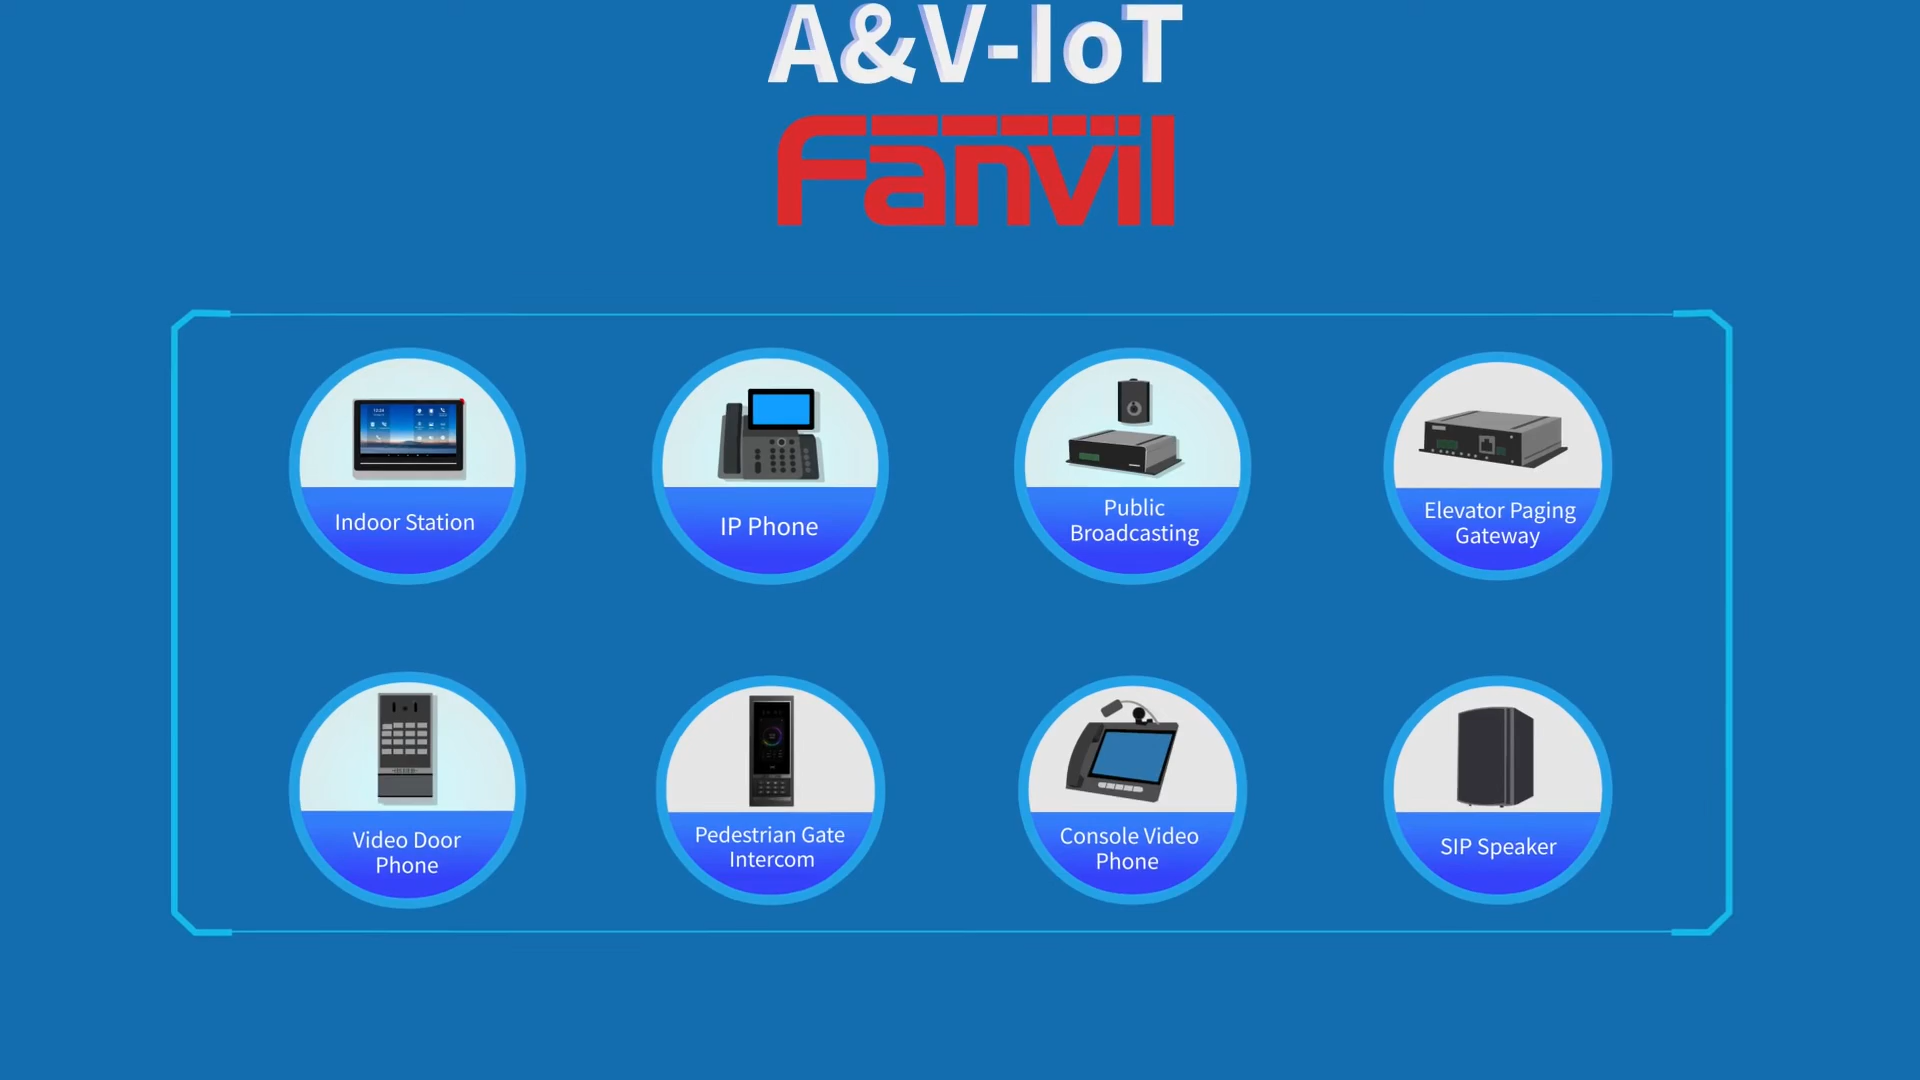 A&V-IoT
Fanvil
Indoor Station
IP Phone
Public
Broadcasting
Elevator Paging
Gateway
Video Door
Phone
Pedestrian Gate
Intercom
Console Video
Phone
SIP Speaker